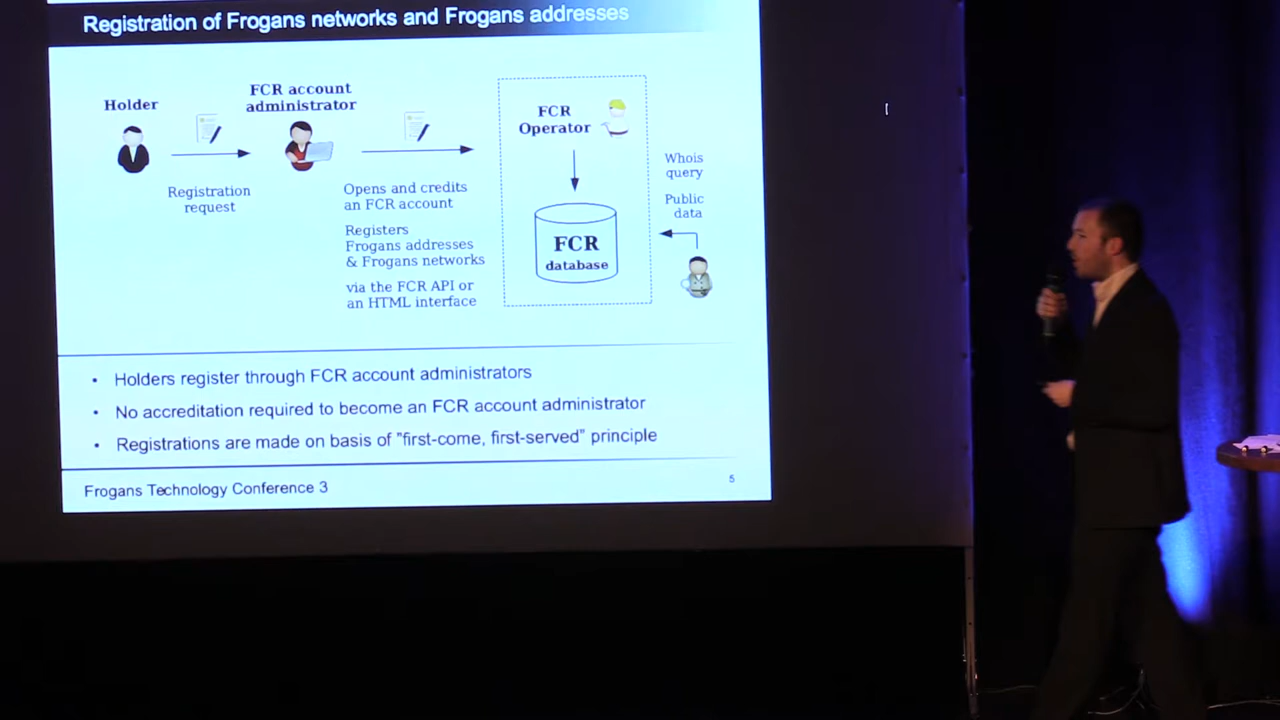 Registration of Frogans networks and Frogans addresses
Holder
FCR account
administrator
Registration
request
Opens and credits
an FCR account
Registers
Frogans addresses
& Frogans networks
via the FCR API or
an HTML interface
FCR
Operator
FCR
database
Whois
query
Public
data
• Holders register through FCR account administrators
• No accreditation required to become an FCR account administrator
• Registrations are made on basis of "first-come, first-served" principle
Frogans Technology Conference 3
5